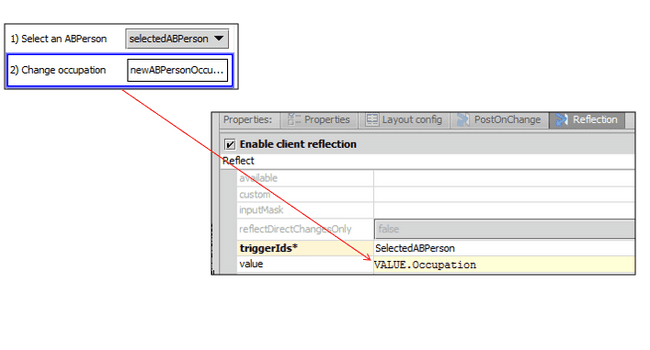 1) Select an ABPerson selectedABPerson
2) Change occupation newABPersonOccu...
Properties: Properties Layout config PostOnChange Reflection
Enable client reflection
Reflect
available
custom
inputMask
reflectDirectChangesOnly false
triggerIds* SelectedABPerson
value VALUE.Occupation